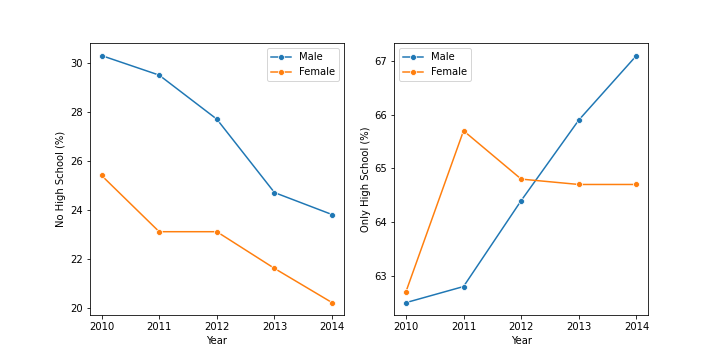 No High School (%)
30
28
26
24
22
20
2010 2011 2012 2013 2014
Year
Male
Female
Only High School (%)
67
66
65
64
63
2010 2011 2012 2013 2014
Year
Male
Female